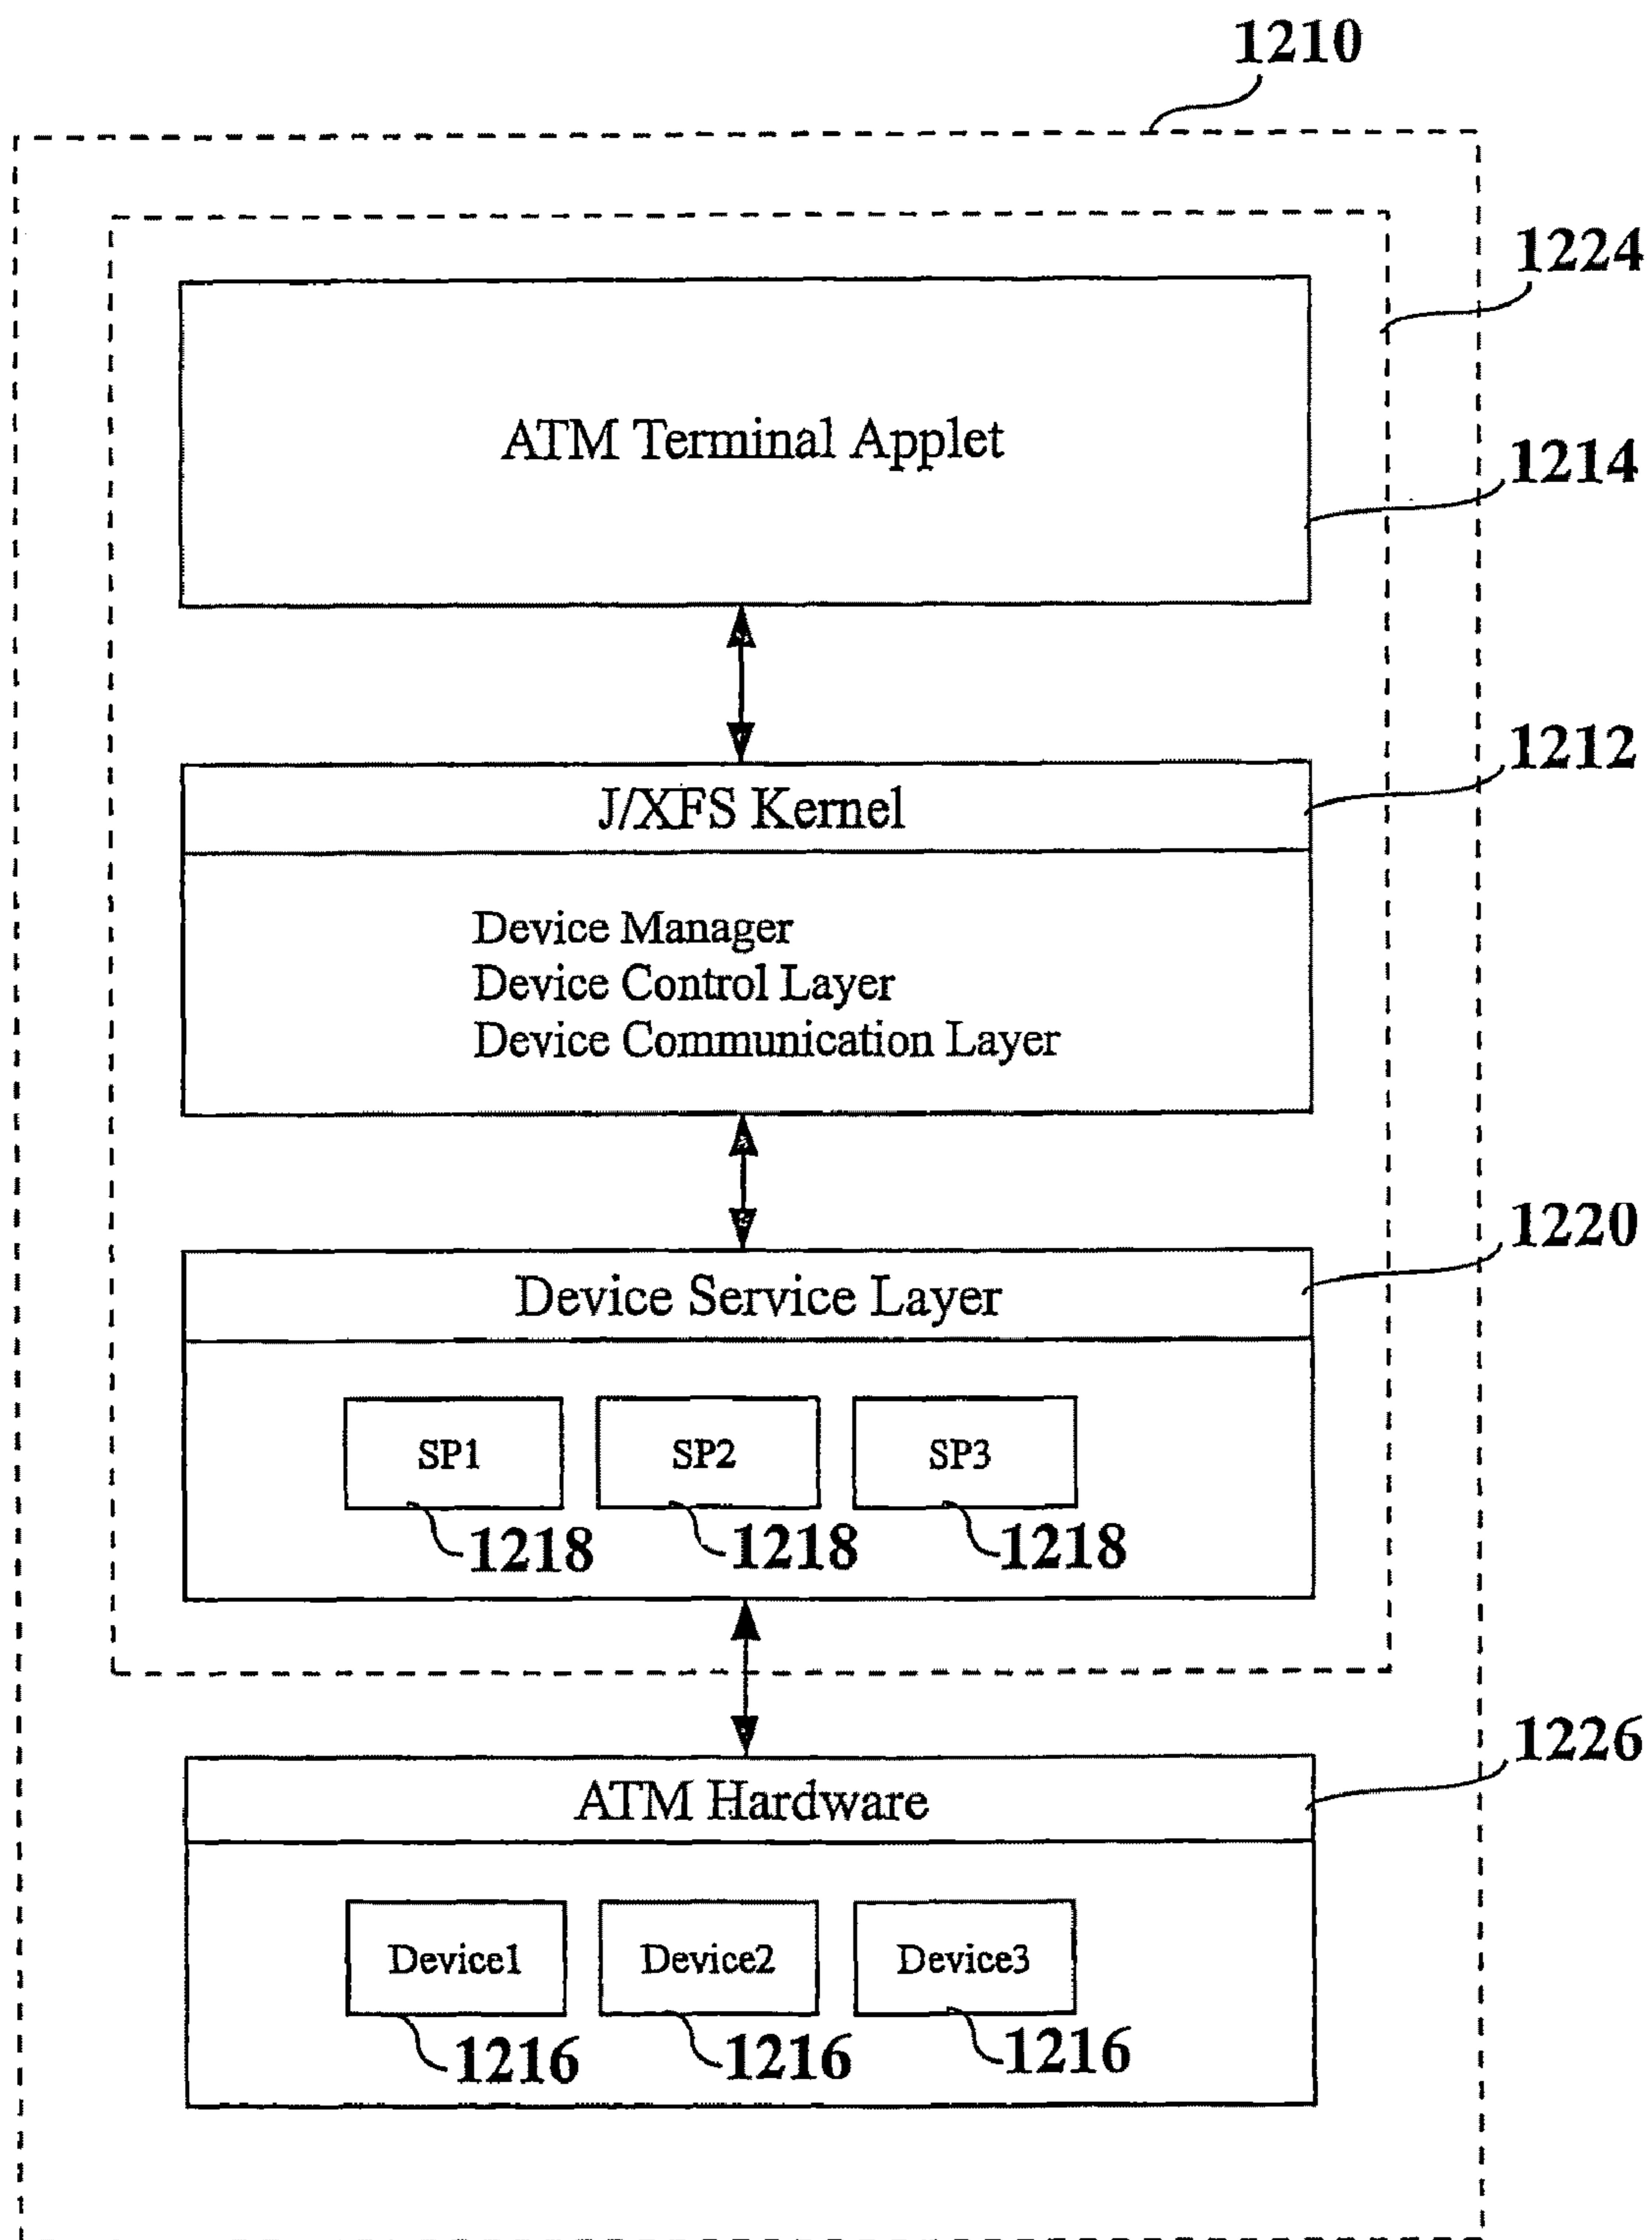 1210
1224
ATM Terminal Applet
1214
1212
J/XFS Kernel
Device Manager
Device Control Layer
Device Communication Layer
1220
Device Service Layer
SP1 SP2 SP3
1218 1218 1218
1226
ATM Hardware
Device1 Device2 Device3
1216 1216 1216